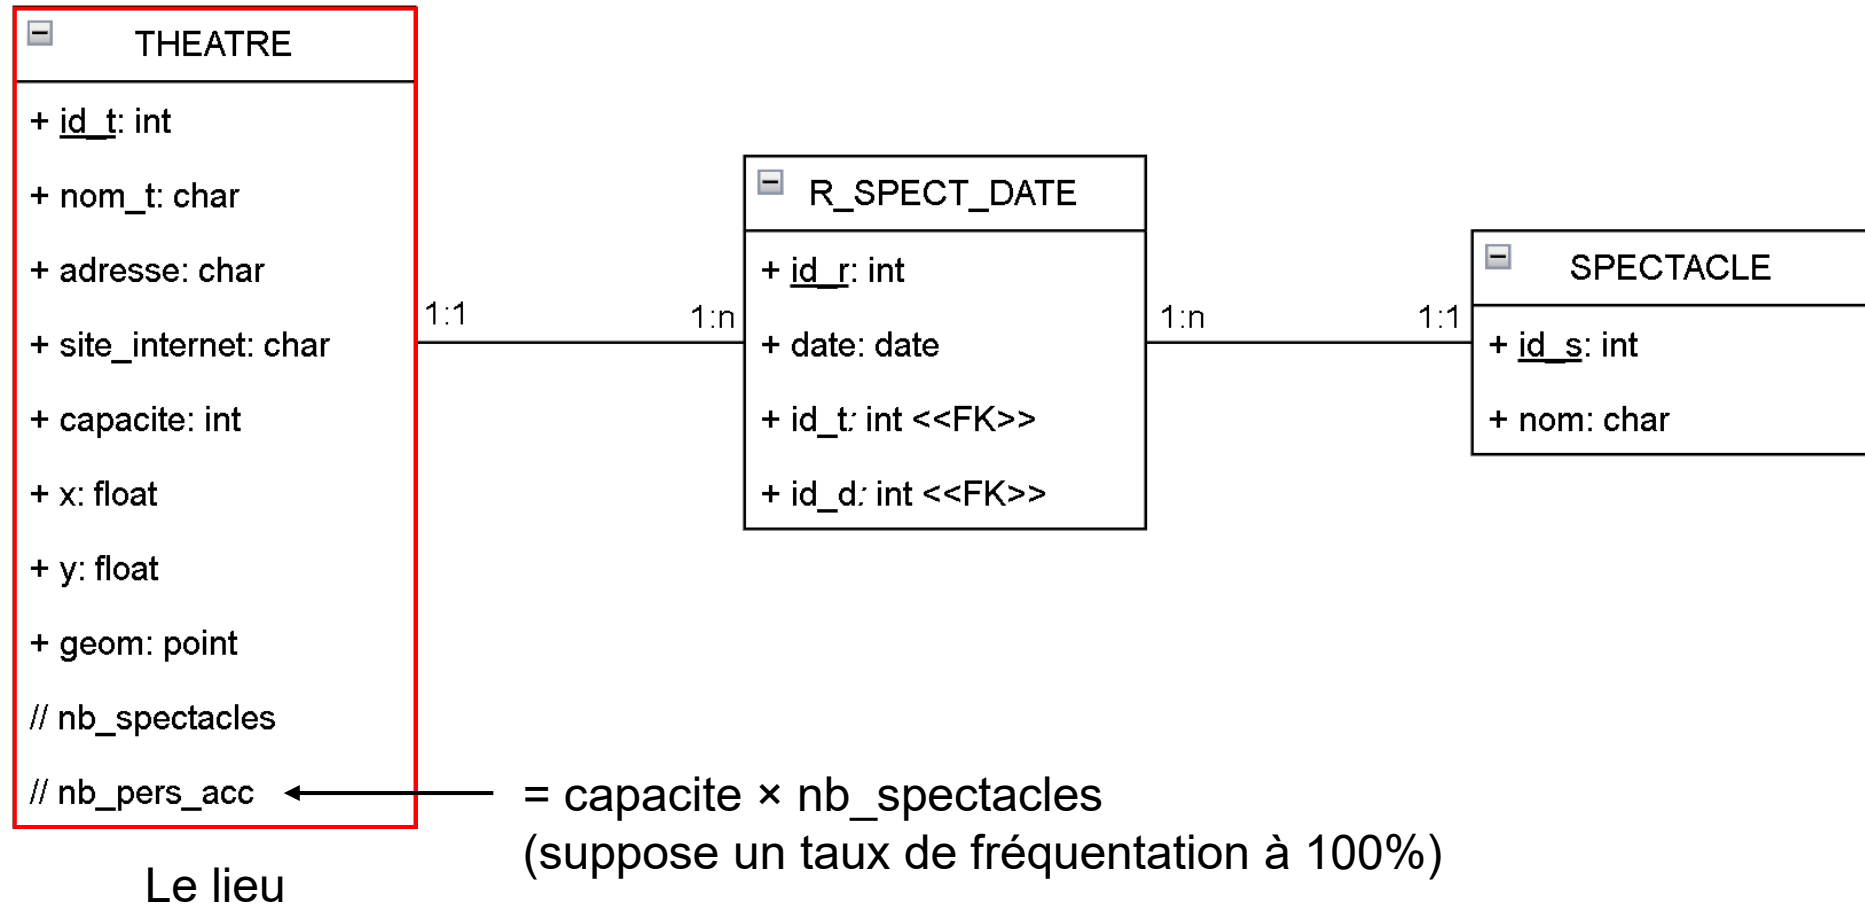 THEATRE
+ id_t: int
+ nom_t: char
+ adresse: char
+ site_internet: char
+ capacite: int
+ x: float
+ y: float
+ geom: point
// nb_spectacles
// nb_pers_acc
= capacite × nb_spectacles
(suppose un taux de fréquentation à 100%)
Le lieu
1:1
1:n
R_SPECT_DATE
+ id_r: int
+ date: date
+ id_t: int <<FK>>
+ id_d: int <<FK>>
1:n
1:1
SPECTACLE
+ id_s: int
+ nom: char